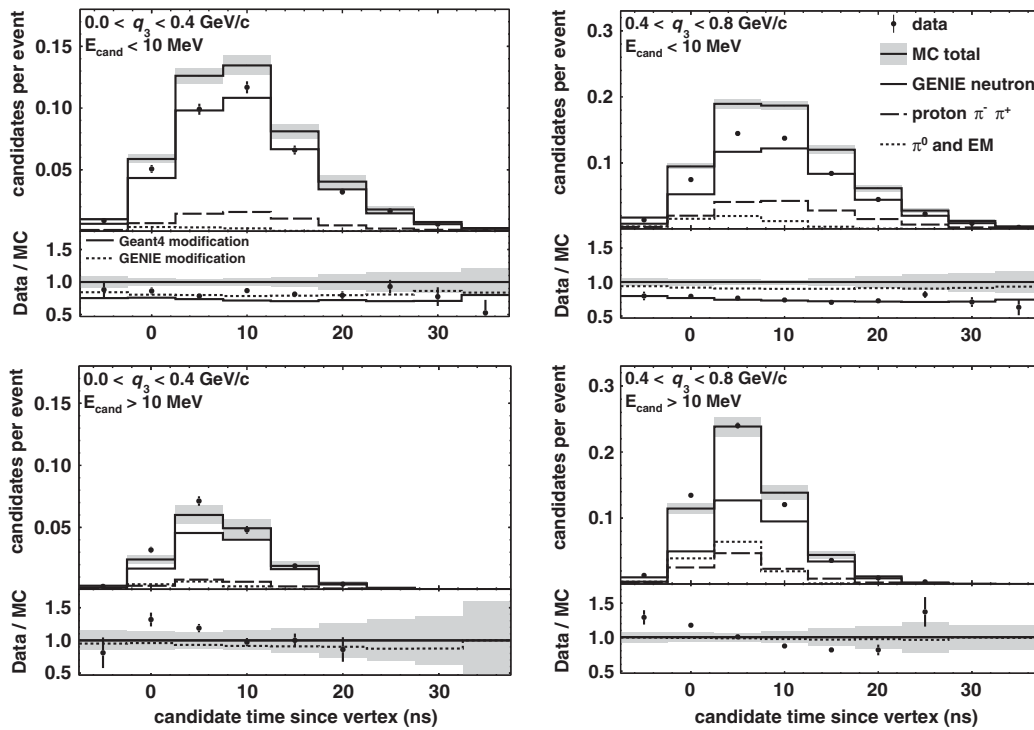 0.0 < q3 < 0.4 GeV/c
Ecand < 10 MeV
candidates per event
0.15
0.10
0.05
Geant4 modification
GENIE modification
Data / MC
1.5
1.0
0.5
0 10 20 30
0.4 < q3 < 0.8 GeV/c
Ecand < 10 MeV
data
MC total
GENIE neutron
proton π- π+
π0 and EM
candidates per event
0.3
0.2
0.1
Data / MC
1.5
1.0
0.5
0 10 20 30
0.0 < q3 < 0.4 GeV/c
Ecand > 10 MeV
candidates per event
0.15
0.10
0.05
Data / MC
1.5
1.0
0.5
0 10 20 30
candidate time since vertex (ns)
0.4 < q3 < 0.8 GeV/c
Ecand > 10 MeV
candidates per event
0.3
0.2
0.1
Data / MC
1.5
1.0
0.5
0 10 20 30
candidate time since vertex (ns)